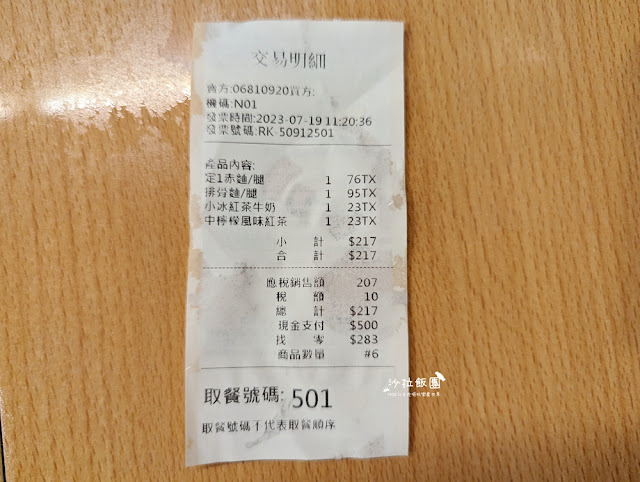 交易明細
賣方:06810920買方:
機碼:N01
發票時間:2023-07-19 11:20:36
發票號碼:RK-50912501
產品內容:
定1赤麵/腿 1 76TX
排骨麵/腿 1 95TX
小冰紅茶牛奶 1 23TX
中檸檬風味紅茶 1 23TX
小計 $217
合計 $217
應稅銷售額 207
稅額 10
總計 $217
現金支付 $500
找零 $283
商品數量 #6
取餐號碼: 501
取餐號碼不代表取餐順序
沙拉飯團